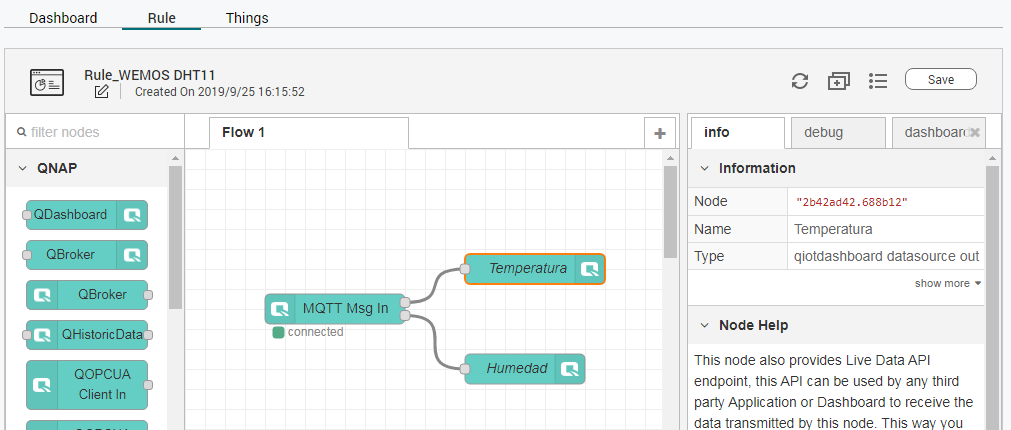 Dashboard Rule Things
Rule_WEMOS DHT11
Created On 2019/9/25 16:15:52
Save
filter nodes
QNAP
QDashboard
QBroker
QBroker
QHistoricData
QOPCUA
Client In
Flow 1
+
MQTT Msg In
connected
Temperatura
Humedad
info debug dashboard
Information
Node "2b42ad42.688b12"
Name Temperatura
Type qiotdashboard datasource out
show more
Node Help
This node also provides Live Data API
endpoint, this API can be used by any third
party Application or Dashboard to receive the
data transmitted by this node. This way you